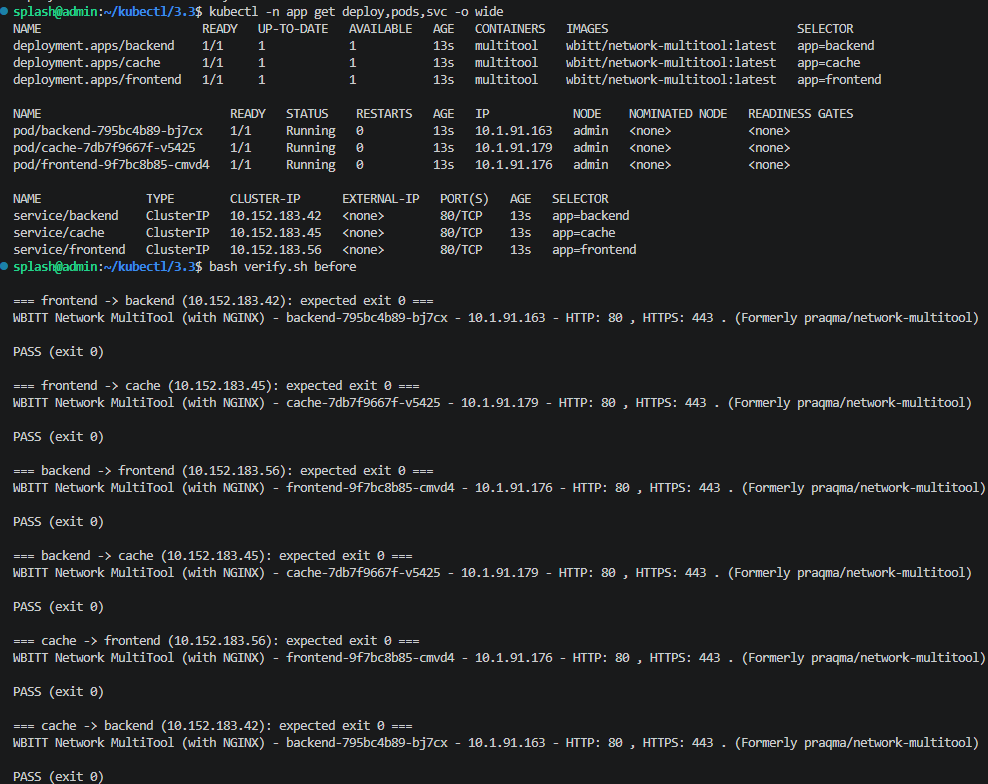 splash@admin:~/kubectl/3.3$ kubectl -n app get deploy,pods,svc -o wide
NAME READY UP-TO-DATE AVAILABLE AGE CONTAINERS IMAGES SELECTOR
deployment.apps/backend 1/1 1 1 13s multitool wbitt/network-multitool:latest app=backend
deployment.apps/cache 1/1 1 1 13s multitool wbitt/network-multitool:latest app=cache
deployment.apps/frontend 1/1 1 1 13s multitool wbitt/network-multitool:latest app=frontend
NAME READY STATUS RESTARTS AGE IP NODE NOMINATED NODE READINESS GATES
pod/backend-795bc4b89-bj7cx 1/1 Running 0 13s 10.1.91.163 admin <none> <none>
pod/cache-7db7f9667f-v5425 1/1 Running 0 13s 10.1.91.179 admin <none> <none>
pod/frontend-9f7bc8b85-cmvd4 1/1 Running 0 13s 10.1.91.176 admin <none> <none>
NAME TYPE CLUSTER-IP EXTERNAL-IP PORT(S) AGE SELECTOR
service/backend ClusterIP 10.152.183.42 <none> 80/TCP 13s app=backend
service/cache ClusterIP 10.152.183.45 <none> 80/TCP 13s app=cache
service/frontend ClusterIP 10.152.183.56 <none> 80/TCP 13s app=frontend
splash@admin:~/kubectl/3.3$ bash verify.sh before
=== frontend -> backend (10.152.183.42): expected exit 0 ===
WBITT Network MultiTool (with NGINX) - backend-795bc4b89-bj7cx - 10.1.91.163 - HTTP: 80 , HTTPS: 443 . (Formerly praqma/network-multitool)
PASS (exit 0)
=== frontend -> cache (10.152.183.45): expected exit 0 ===
WBITT Network MultiTool (with NGINX) - cache-7db7f9667f-v5425 - 10.1.91.179 - HTTP: 80 , HTTPS: 443 . (Formerly praqma/network-multitool)
PASS (exit 0)
=== backend -> frontend (10.152.183.56): expected exit 0 ===
WBITT Network MultiTool (with NGINX) - frontend-9f7bc8b85-cmvd4 - 10.1.91.176 - HTTP: 80 , HTTPS: 443 . (Formerly praqma/network-multitool)
PASS (exit 0)
=== backend -> cache (10.152.183.45): expected exit 0 ===
WBITT Network MultiTool (with NGINX) - cache-7db7f9667f-v5425 - 10.1.91.179 - HTTP: 80 , HTTPS: 443 . (Formerly praqma/network-multitool)
PASS (exit 0)
=== cache -> frontend (10.152.183.56): expected exit 0 ===
WBITT Network MultiTool (with NGINX) - frontend-9f7bc8b85-cmvd4 - 10.1.91.176 - HTTP: 80 , HTTPS: 443 . (Formerly praqma/network-multitool)
PASS (exit 0)
=== cache -> backend (10.152.183.42): expected exit 0 ===
WBITT Network MultiTool (with NGINX) - backend-795bc4b89-bj7cx - 10.1.91.163 - HTTP: 80 , HTTPS: 443 . (Formerly praqma/network-multitool)
PASS (exit 0)